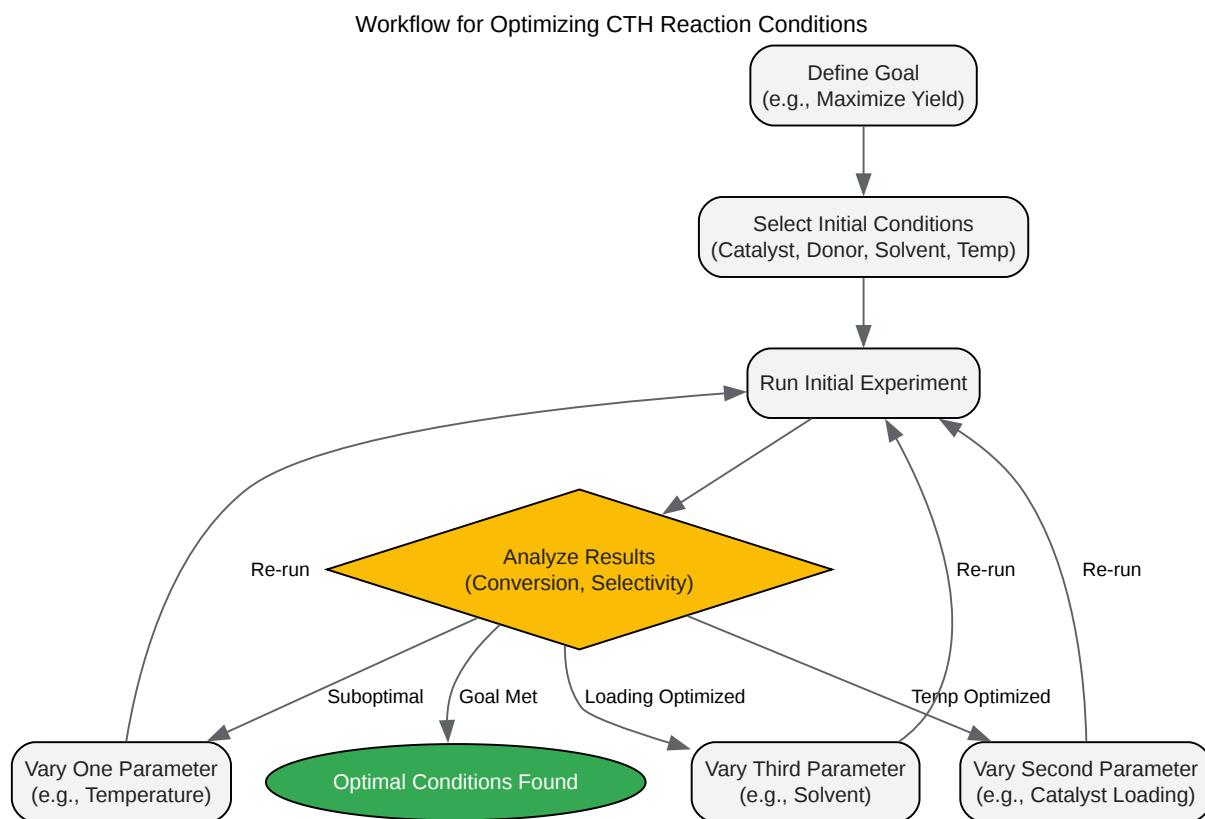 Workflow for Optimizing CTH Reaction Conditions
Define Goal
(e.g., Maximize Yield)
Select Initial Conditions
(Catalyst, Donor, Solvent, Temp)
Run Initial Experiment
Re-run
Analyze Results
(Conversion, Selectivity)
Re-run
Re-run
Suboptimal
Goal Met
Loading Optimized
Temp Optimized
Vary One Parameter
(e.g., Temperature)
Optimal Conditions Found
Vary Third Parameter
(e.g., Solvent)
Vary Second Parameter
(e.g., Catalyst Loading)